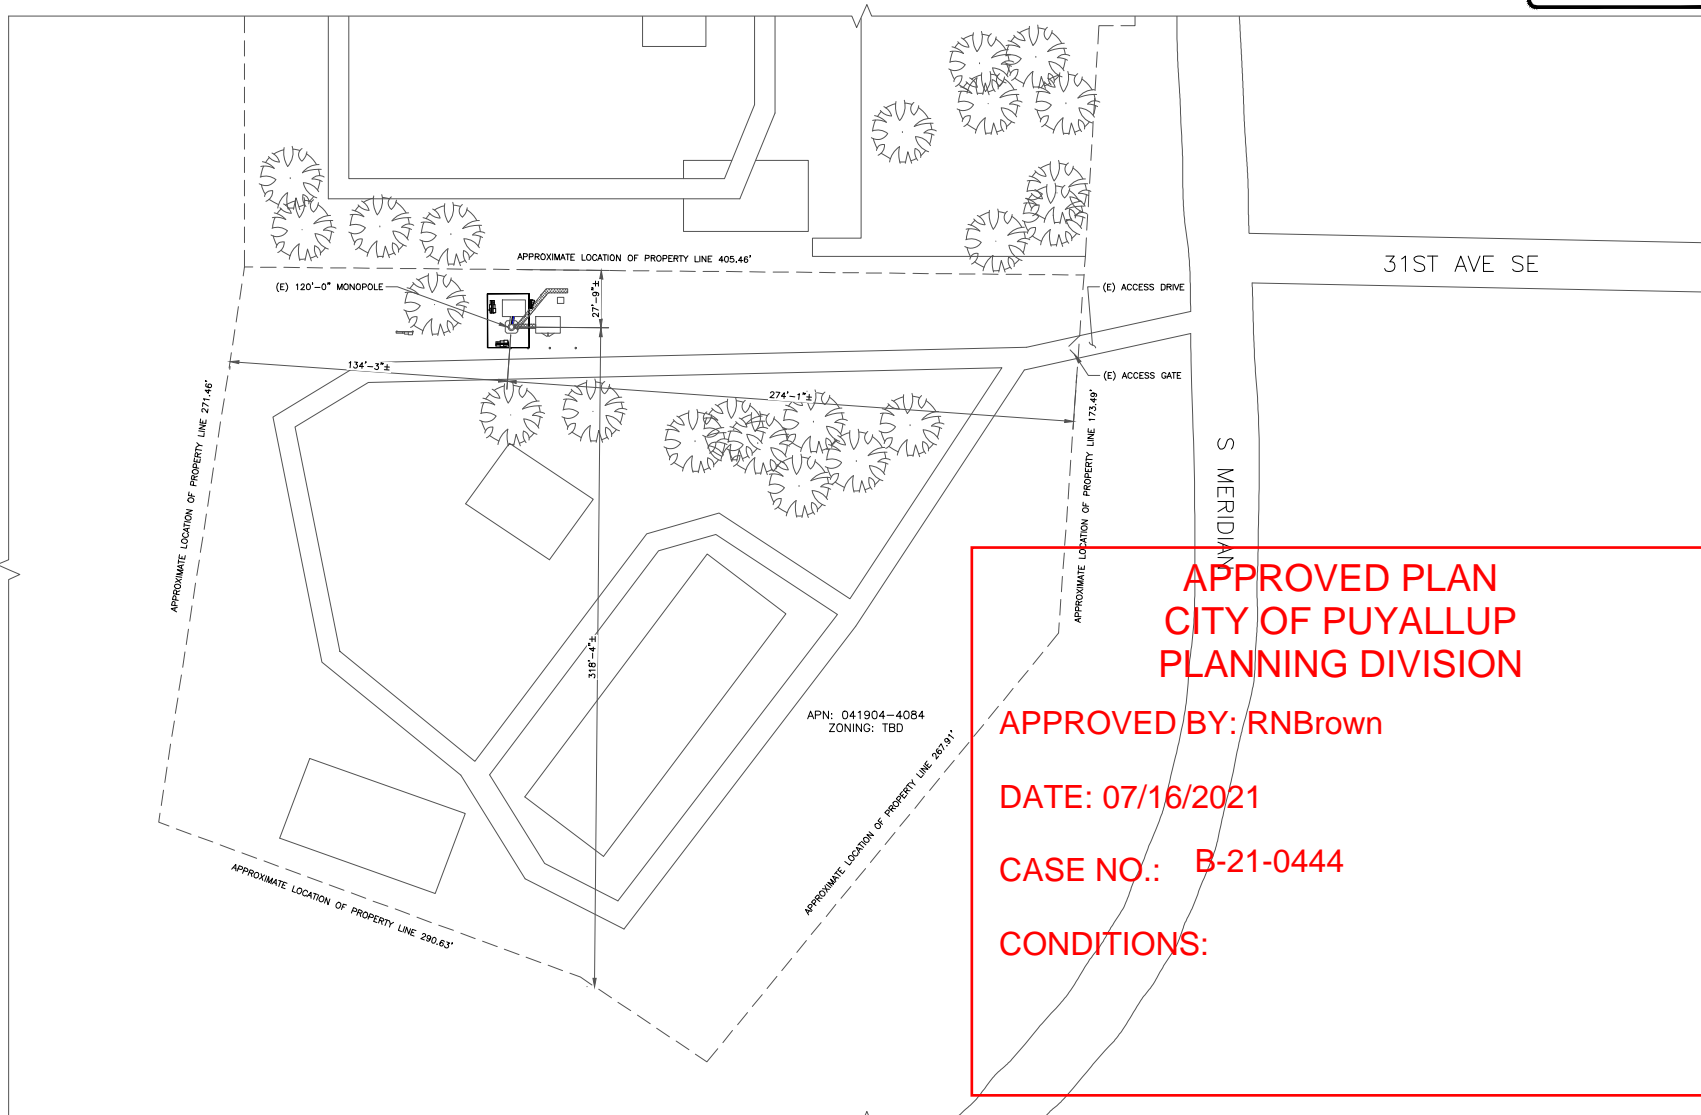 APPROXIMATE LOCATION OF PROPERTY LINE 405.46'
31ST AVE SE
(E) 120'-0" MONOPOLE
27'-9"±
(E) ACCESS DRIVE
134'-3"±
274'-1"±
(E) ACCESS GATE
APPROXIMATE LOCATION OF PROPERTY LINE 271.46'
APPROXIMATE LOCATION OF PROPERTY LINE 173.49'
S MERIDIAN
318'-4"±
APN: 041904-4084
ZONING: TBD
APPROXIMATE LOCATION OF PROPERTY LINE 267.91'
APPROXIMATE LOCATION OF PROPERTY LINE 290.63'
APPROVED PLAN
CITY OF PUYALLUP
PLANNING DIVISION
APPROVED BY: RNBrown
DATE: 07/16/2021
CASE NO.: B-21-0444
CONDITIONS: